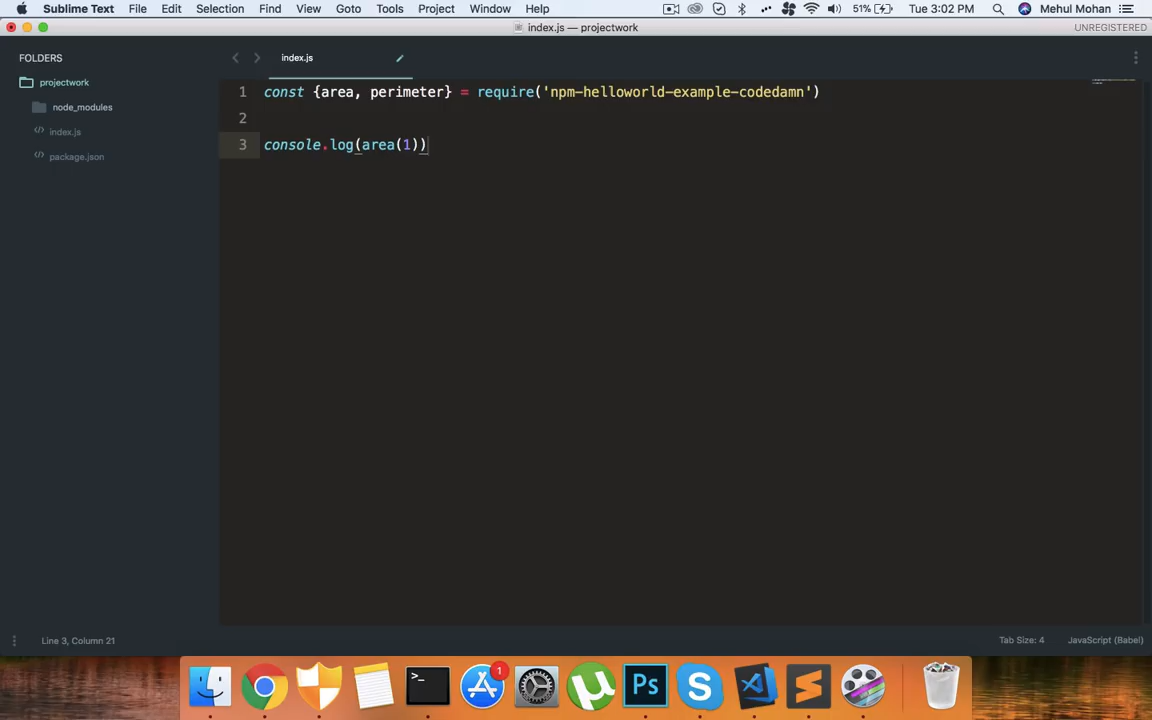 Sublime Text File Edit Selection Find View Goto Tools Project Window Help 51% Tue 3:02 PM Mehul Mohan
index.js — projectwork UNREGISTERED
FOLDERS
projectwork
node_modules
index.js
package.json
index.js
1 const {area, perimeter} = require('npm-helloworld-example-codedamn')
2
3 console.log(area(1))
Line 3, Column 21 Tab Size: 4 JavaScript (Babel)
>_ 1 Ps S